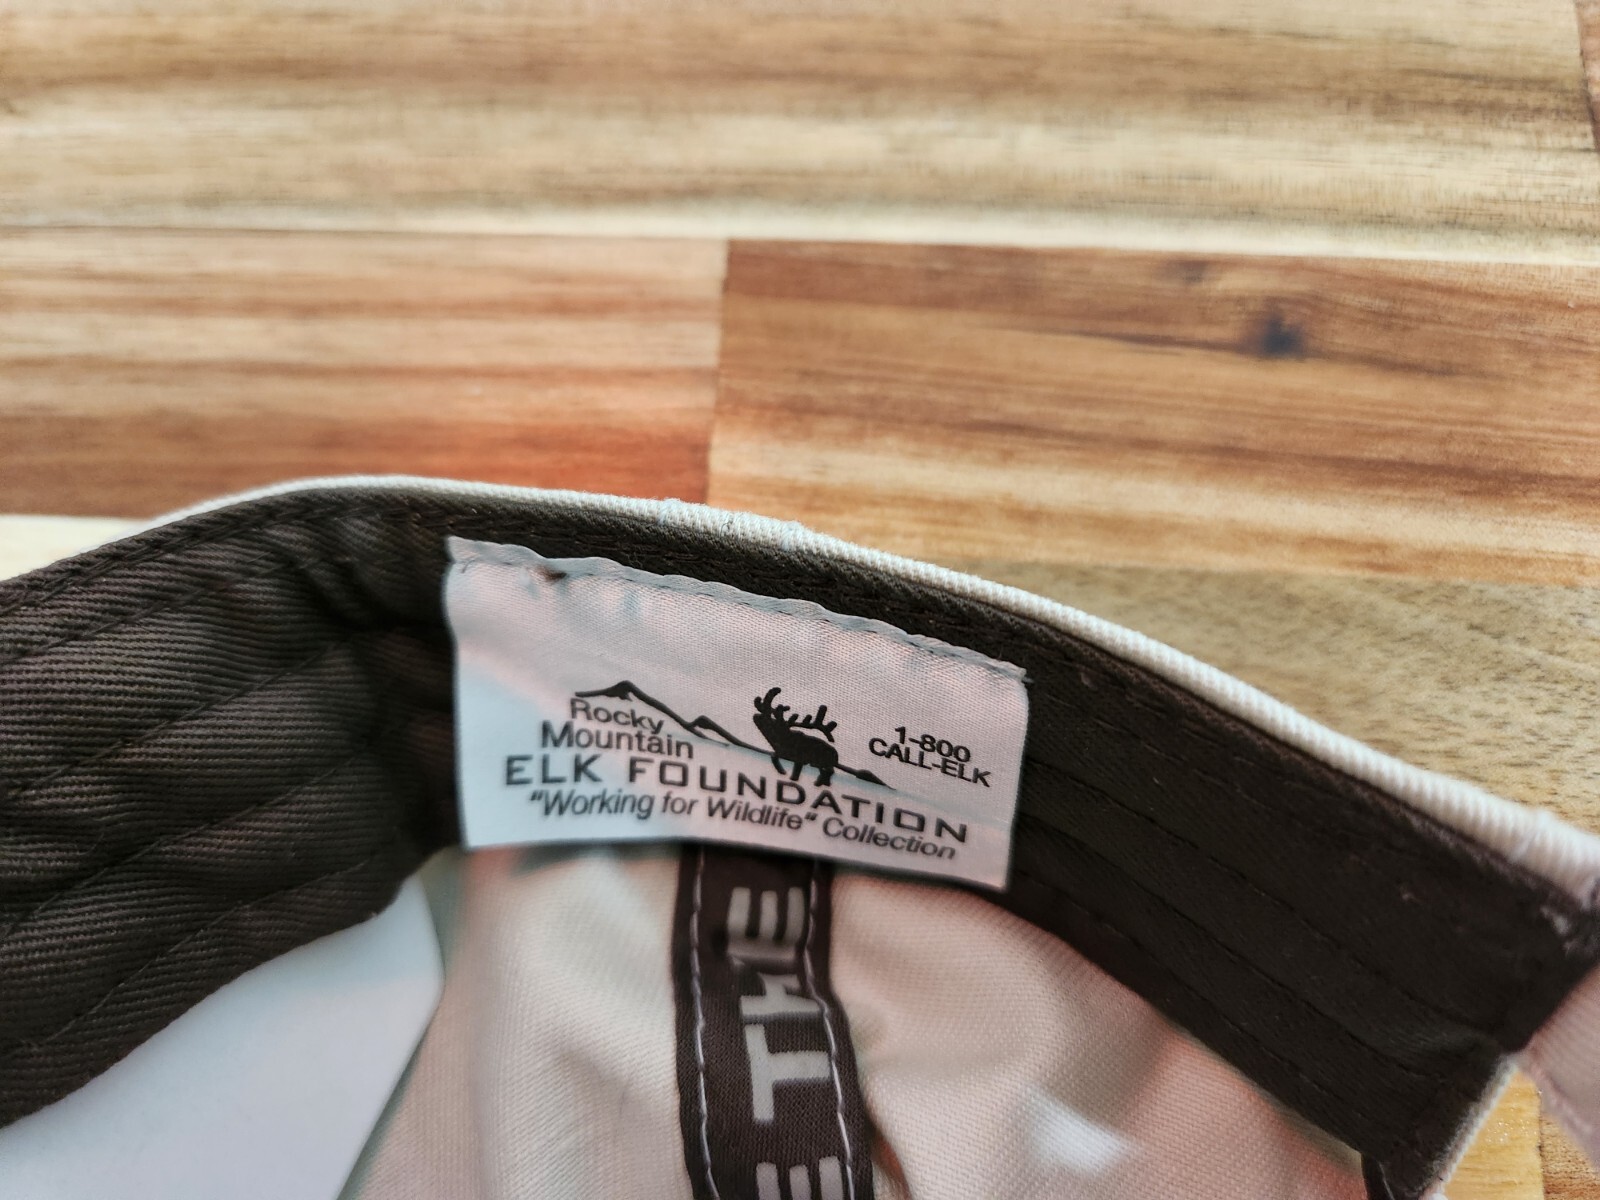 Rocky
Mountain
ELK FOUNDATION
"Working for Wildlife" Collection
1-800
CALL-ELK
THE